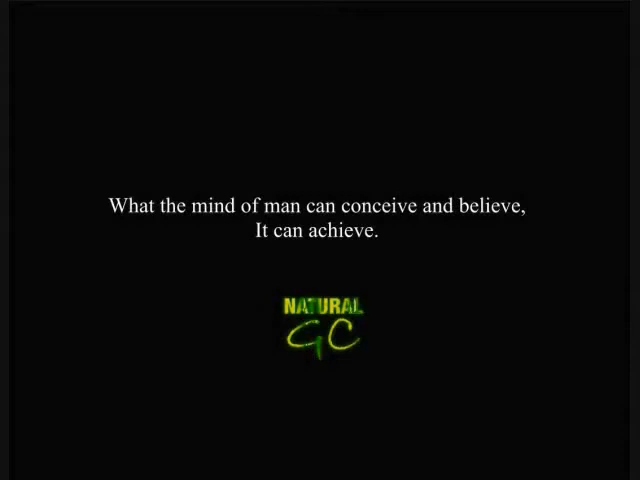 What the mind of man can conceive and believe,
It can achieve.
NATURAL
GC